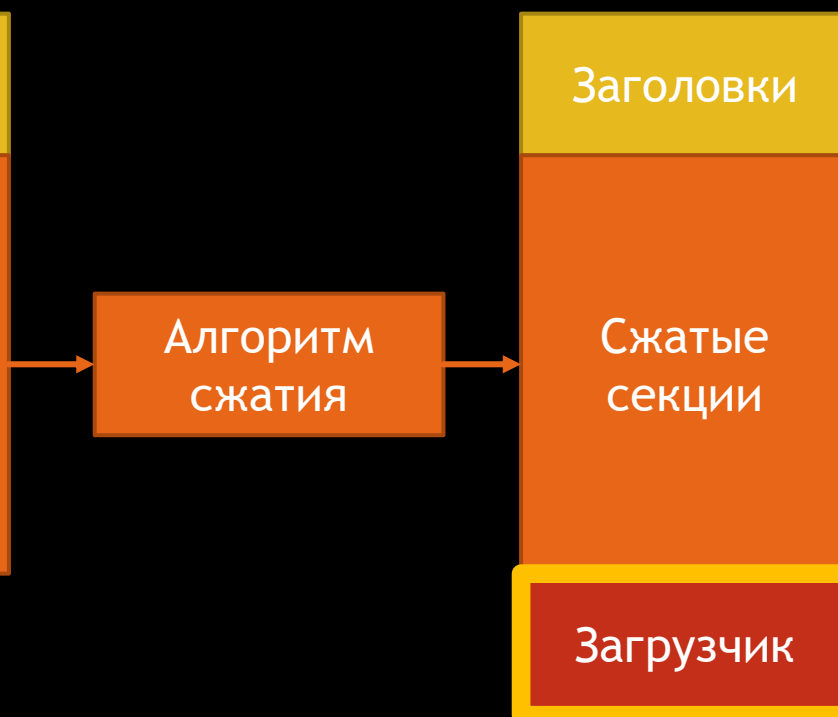 Заголовки
Алгоритм
сжатия
Сжатые
секции
Загрузчик